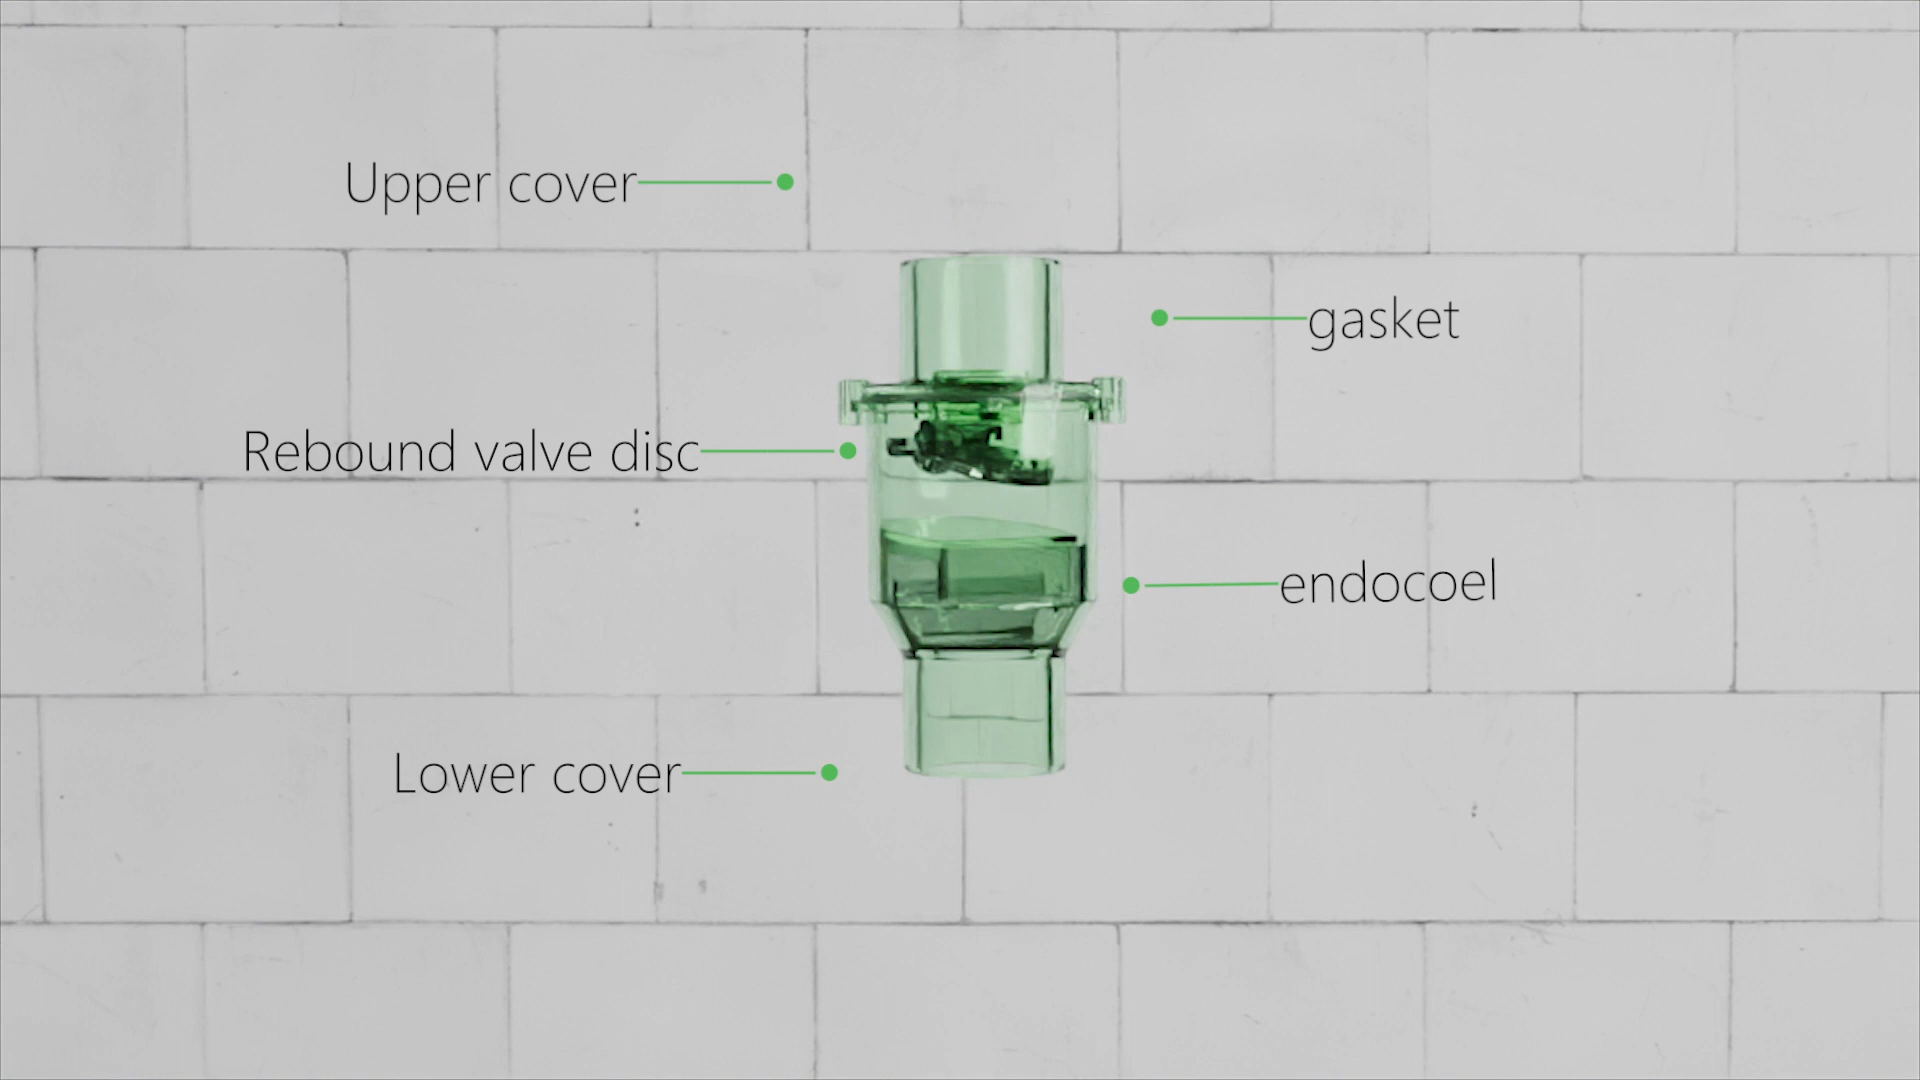 Upper cover
gasket
Rebound valve disc
endocoel
Lower cover